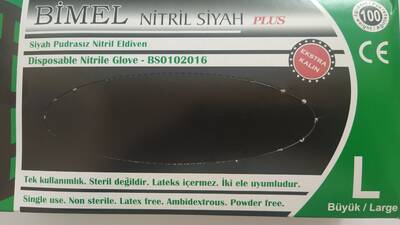 BİMEL NİTRİL SİYAH PLUS
100
Siyah Pudrasız Nitril Eldiven
Disposable Nitrile Glove - BS0102016
EKSTRA
KALIN
CE
Tek kullanımlık. Steril değildir. Lateks içermez. İki ele uyumludur.
Single use. Non sterile. Latex free. Ambidextrous. Powder free.
L
Büyük / Large